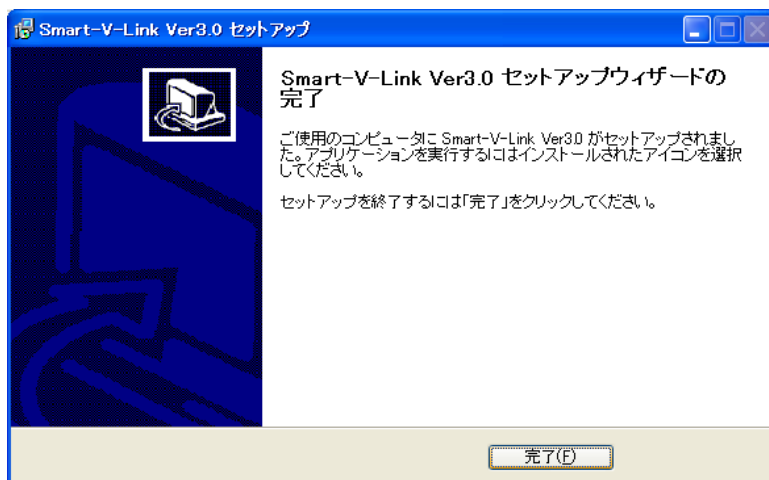 Smart-V-Link Ver3.0 セットアップ
Smart-V-Link Ver3.0 セットアップウィザードの
完了
ご使用のコンピュータに Smart-V-Link Ver3.0 がセットアップされまし
た。アプリケーションを実行するにはインストールされたアイコンを選択
してください。
セットアップを終了するには「完了」をクリックしてください。
完了(F)